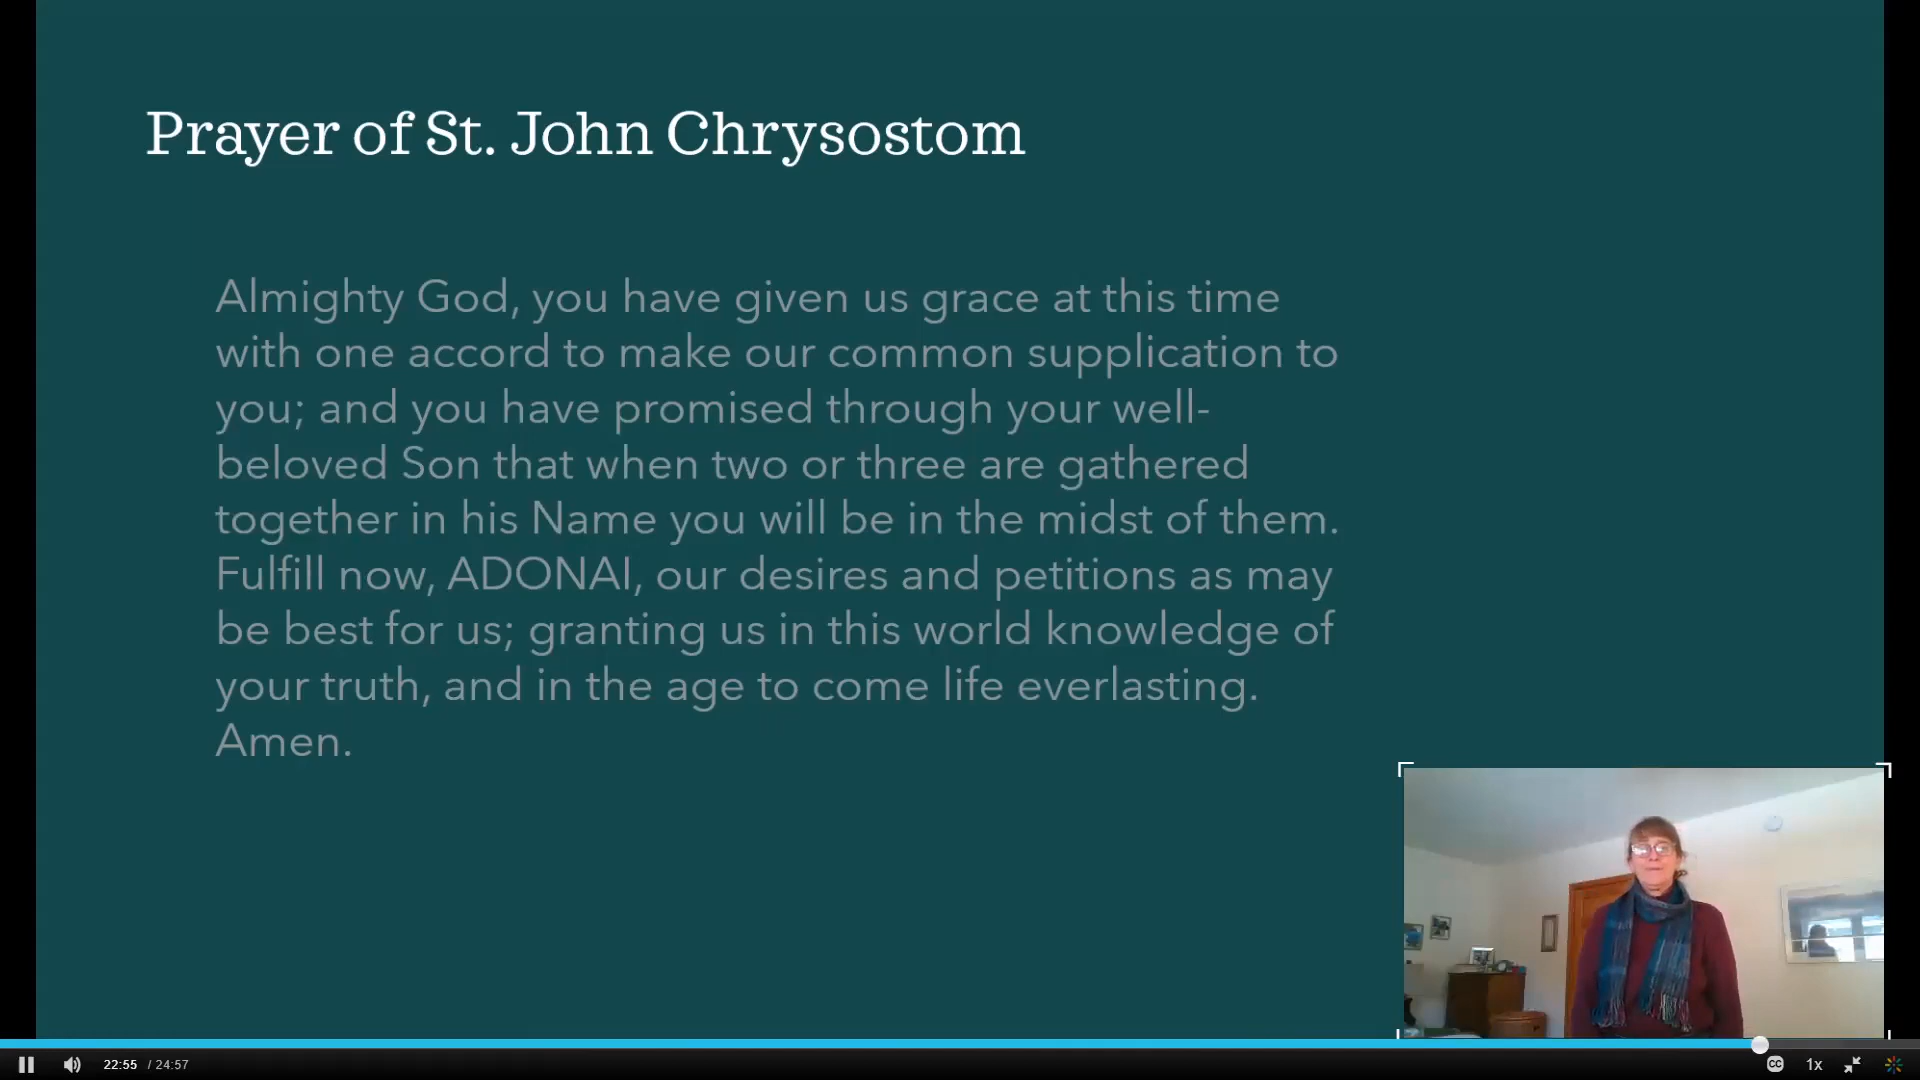 Prayer of St. John Chrysostom
Almighty God, you have given us grace at this time
with one accord to make our common supplication to
you; and you have promised through your well-
beloved Son that when two or three are gathered
together in his Name you will be in the midst of them.
Fulfill now, ADONAI, our desires and petitions as may
be best for us; granting us in this world knowledge of
your truth, and in the age to come life everlasting.
Amen.
22:55 / 24:57
CC
1x